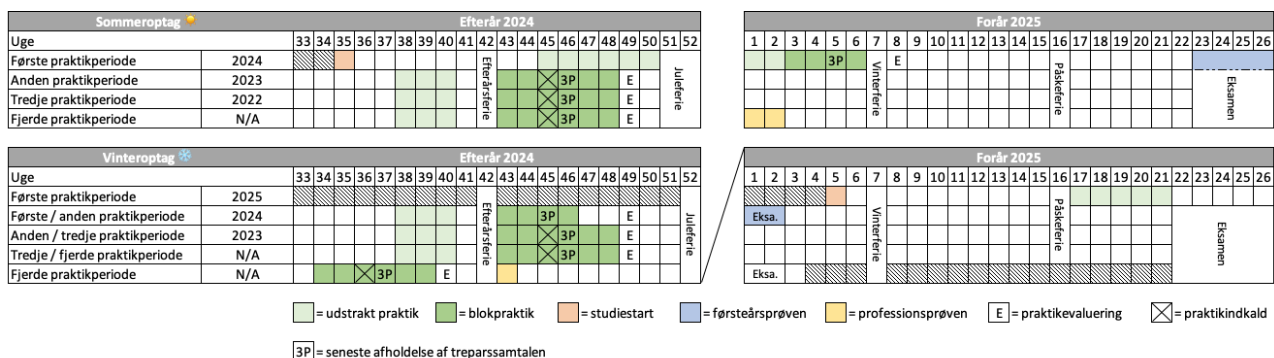 Sommeroptag Efterår 2024 Forår 2025
Uge 33 34 35 36 37 38 39 40 41 42 43 44 45 46 47 48 49 50 51 52 1 2 3 4 5 6 7 8 9 10 11 12 13 14 15 16 17 18 19 20 21 22 23 24 25 26
Første praktikperiode 2024 3P E
Anden praktikperiode 2023 3P E
Tredje praktikperiode 2022 3P E
Fjerde praktikperiode N/A 3P E
Efterårsferie
Juleferie
Vinterferie
Påskeferie
Eksamen
Vinteroptag Efterår 2024 Forår 2025
Uge 33 34 35 36 37 38 39 40 41 42 43 44 45 46 47 48 49 50 51 52 1 2 3 4 5 6 7 8 9 10 11 12 13 14 15 16 17 18 19 20 21 22 23 24 25 26
Første praktikperiode 2025
Første / anden praktikperiode 2024 3P E Eksa.
Anden / tredje praktikperiode 2023 3P E
Tredje / fjerde praktikperiode N/A 3P E
Fjerde praktikperiode N/A 3P E Eksa.
Efterårsferie
Juleferie
Vinterferie
Påskeferie
Eksamen
= udstrakt praktik = blokpraktik = studiestart = førsteårsprøven = professionsprøven E = praktikevaluering = praktikindkald
3P = seneste afholdelse af treparssamtalen